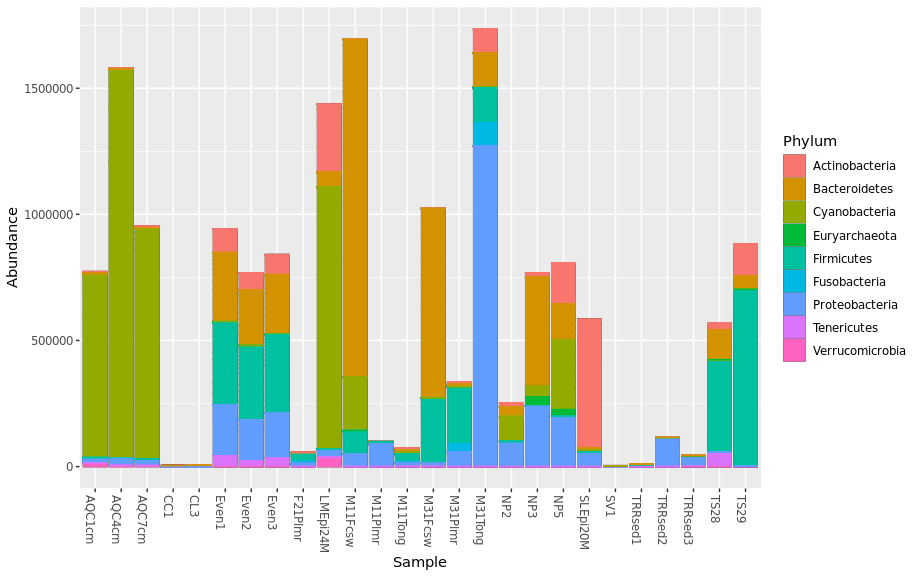 1500000
1000000
500000
0
Abundance
AQC1cm
AQC4cm
AQC7cm
CC1
CL3
Even1
Even2
Even3
F21Plmr
LMEpi24M
M11Fcsw
M11Plmr
M11Tong
M31Fcsw
M31Plmr
M31Tong
NP2
NP3
NP5
SLEpi20M
SV1
TRRsed1
TRRsed2
TRRsed3
TS28
TS29
Sample
Phylum
Actinobacteria
Bacteroidetes
Cyanobacteria
Euryarchaeota
Firmicutes
Fusobacteria
Proteobacteria
Tenericutes
Verrucomicrobia